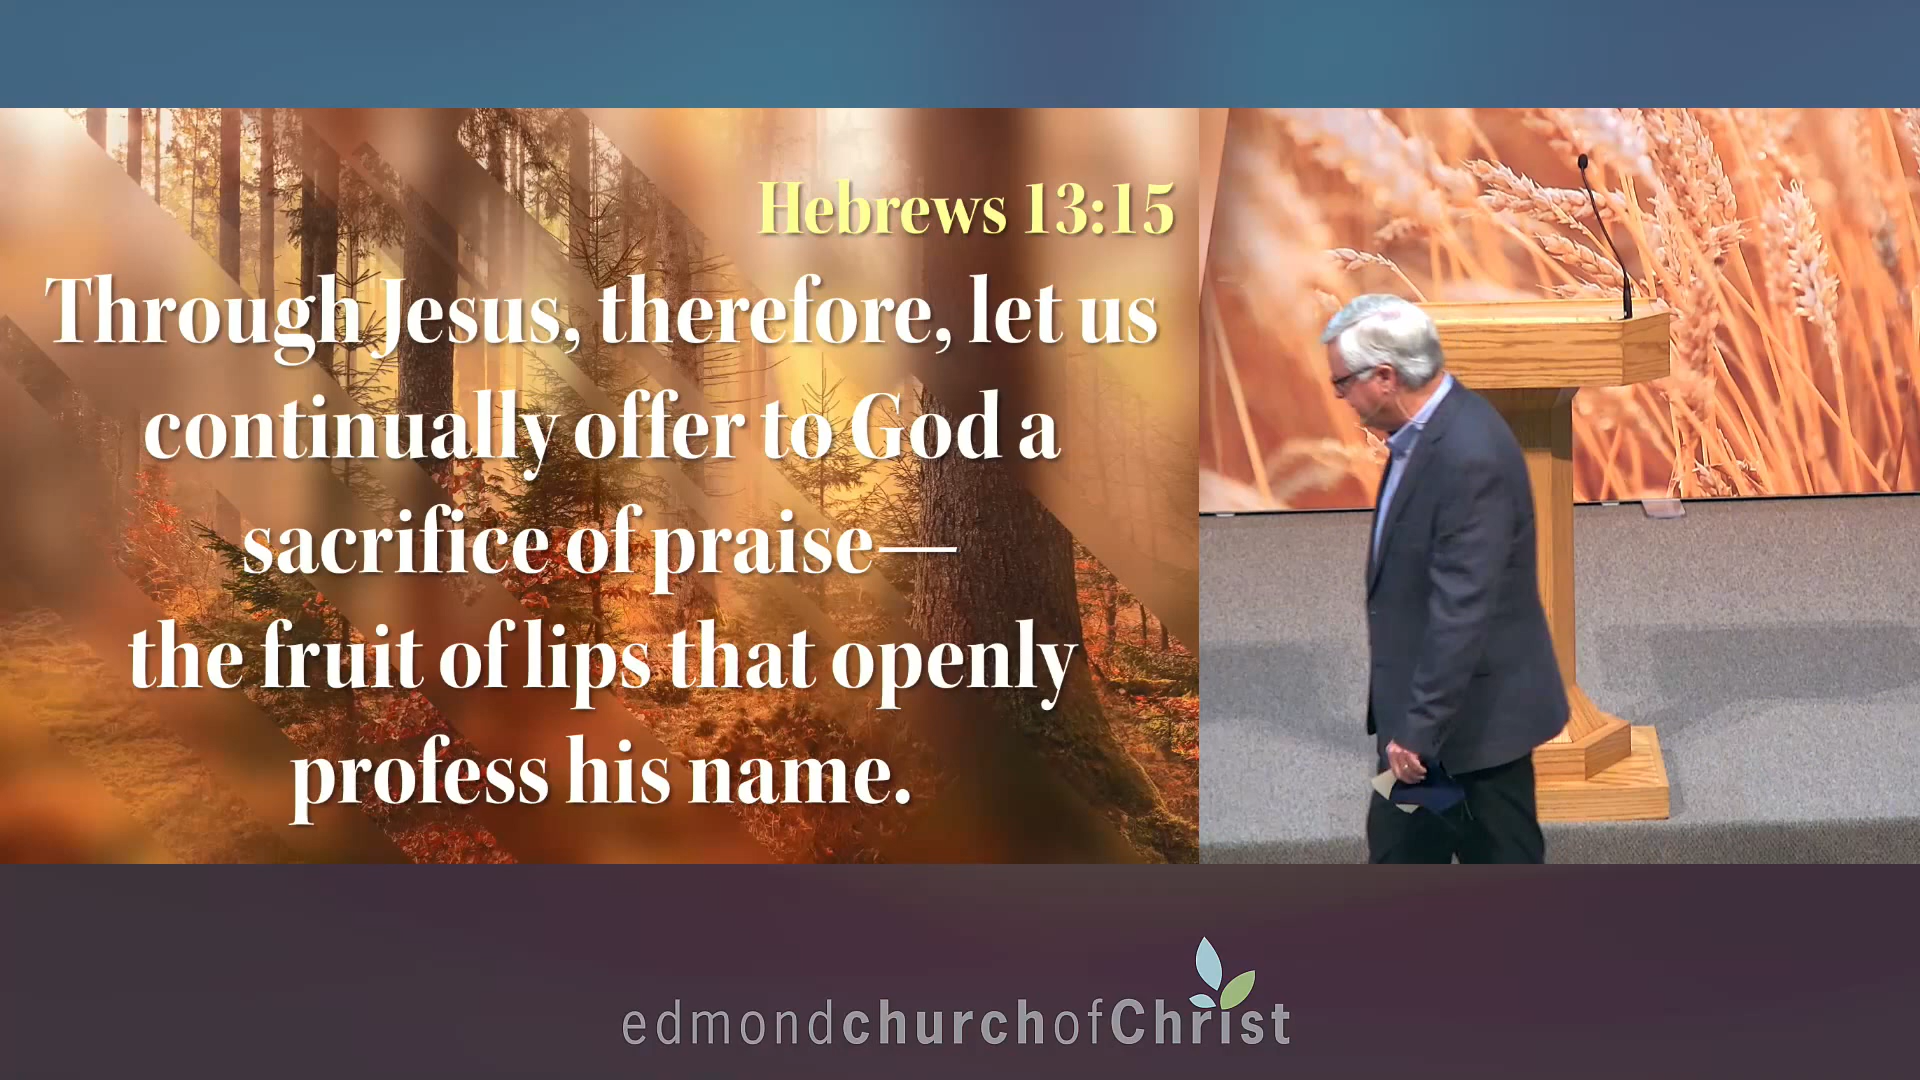 Hebrews 13:15
Through Jesus, therefore, let us
continually offer to God a
sacrifice of praise—
the fruit of lips that openly
profess his name.
edmondchurchofChrist